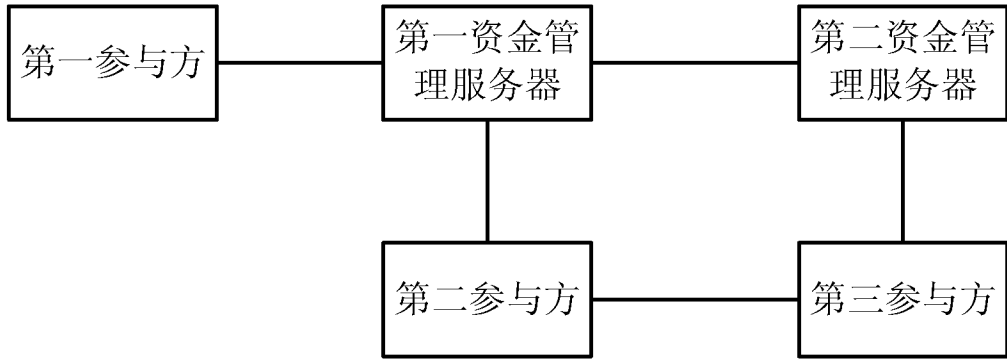 第一参与方
第一资金管
理服务器
第二资金管
理服务器
第二参与方
第三参与方